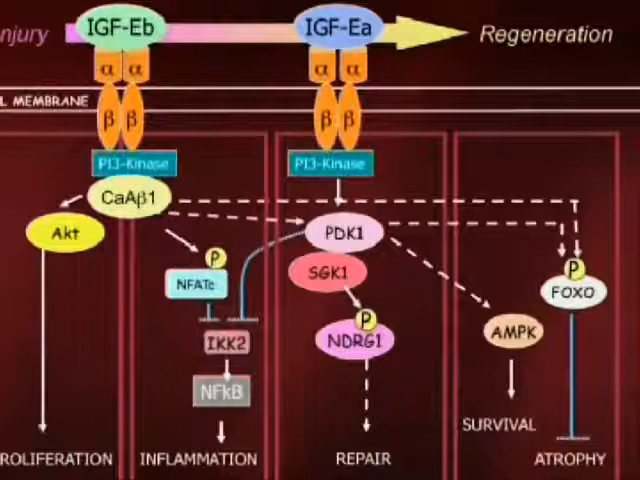 njury
IGF-Eb
IGF-Ea
Regeneration
α α
α α
L MEMBRANE
β β
β β
PI3-Kinase
PI3-Kinase
CaAβ1
Akt
PDK1
P
NFATc
SGK1
P
FOXO
P
NDRG1
AMPK
IKK2
NFkB
SURVIVAL
ROLIFERATION
INFLAMMATION
REPAIR
ATROPHY